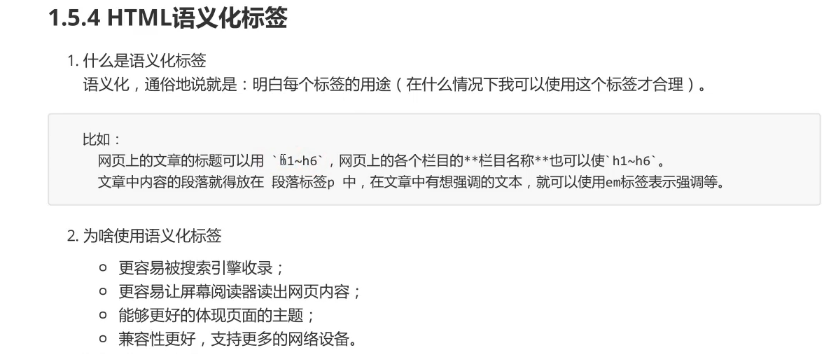 1.5.4 HTML语义化标签
1. 什么是语义化标签
语义化，通俗地说就是：明白每个标签的用途（在什么情况下我可以使用这个标签才合理）。
比如：
网页上的文章的标题可以用 `h1~h6`，网页上的各个栏目的**栏目名称**也可以使`h1~h6`。
文章中内容的段落就得放在 段落标签p 中，在文章中有想强调的文本，就可以使用em标签表示强调等。
2. 为啥使用语义化标签
更容易被搜索引擎收录；
更容易让屏幕阅读器读出网页内容；
能够更好的体现页面的主题；
兼容性更好，支持更多的网络设备。